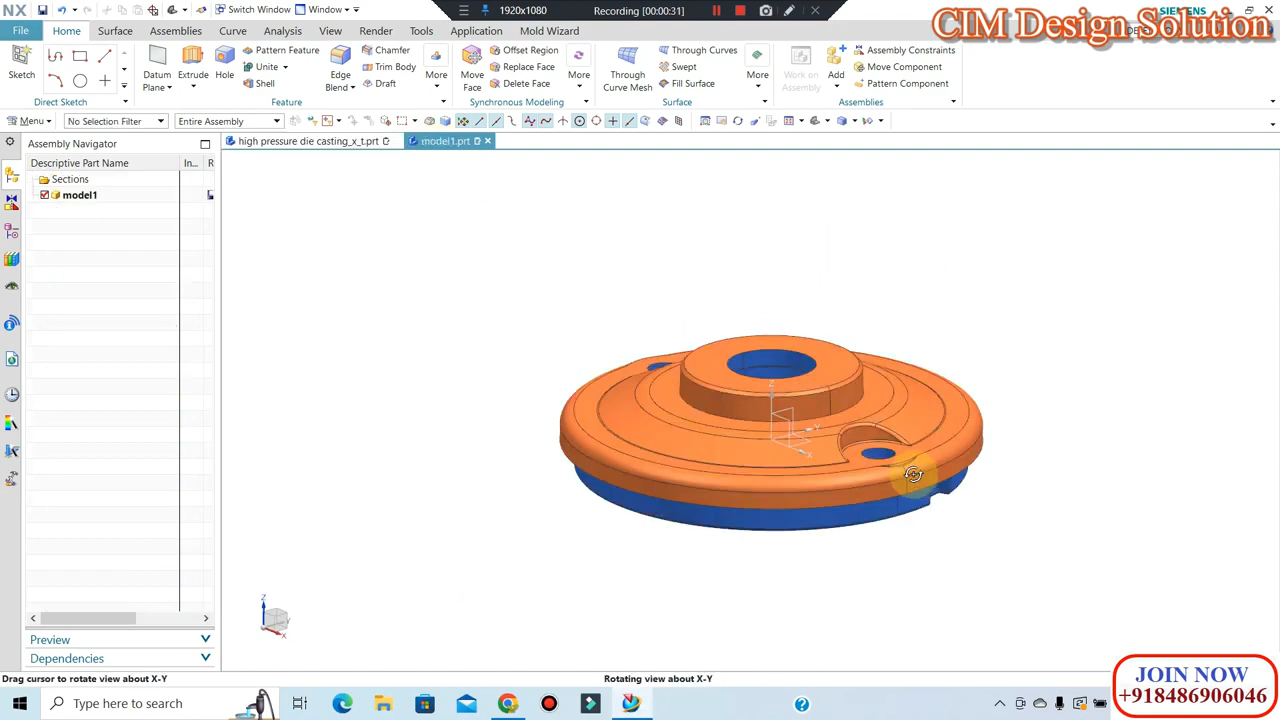 NX Switch Window Window 1920x1080 Recording [00:00:31] SIEMENS
CIM Design Solution
File Home Surface Assemblies Curve Analysis View Render Tools Application Mold Wizard
Sketch Datum Plane Extrude Hole Pattern Feature Unite Shell Edge Blend Chamfer Trim Body Draft More Move Face Offset Region Replace Face Delete Face More Through Curve Mesh Through Curves Swept Fill Surface More Work on Assembly Add Assembly Constraints Move Component Pattern Component
Direct Sketch Feature Synchronous Modeling Surface Assemblies
Menu No Selection Filter Entire Assembly
Assembly Navigator high pressure die casting_x_t.prt model1.prt
Descriptive Part Name In... R
Sections
model1
Z
Y
X
Z
Y
X
Preview
Dependencies
Drag cursor to rotate view about X-Y Rotating view about X-Y
Type here to search
JOIN NOW
+918486906046